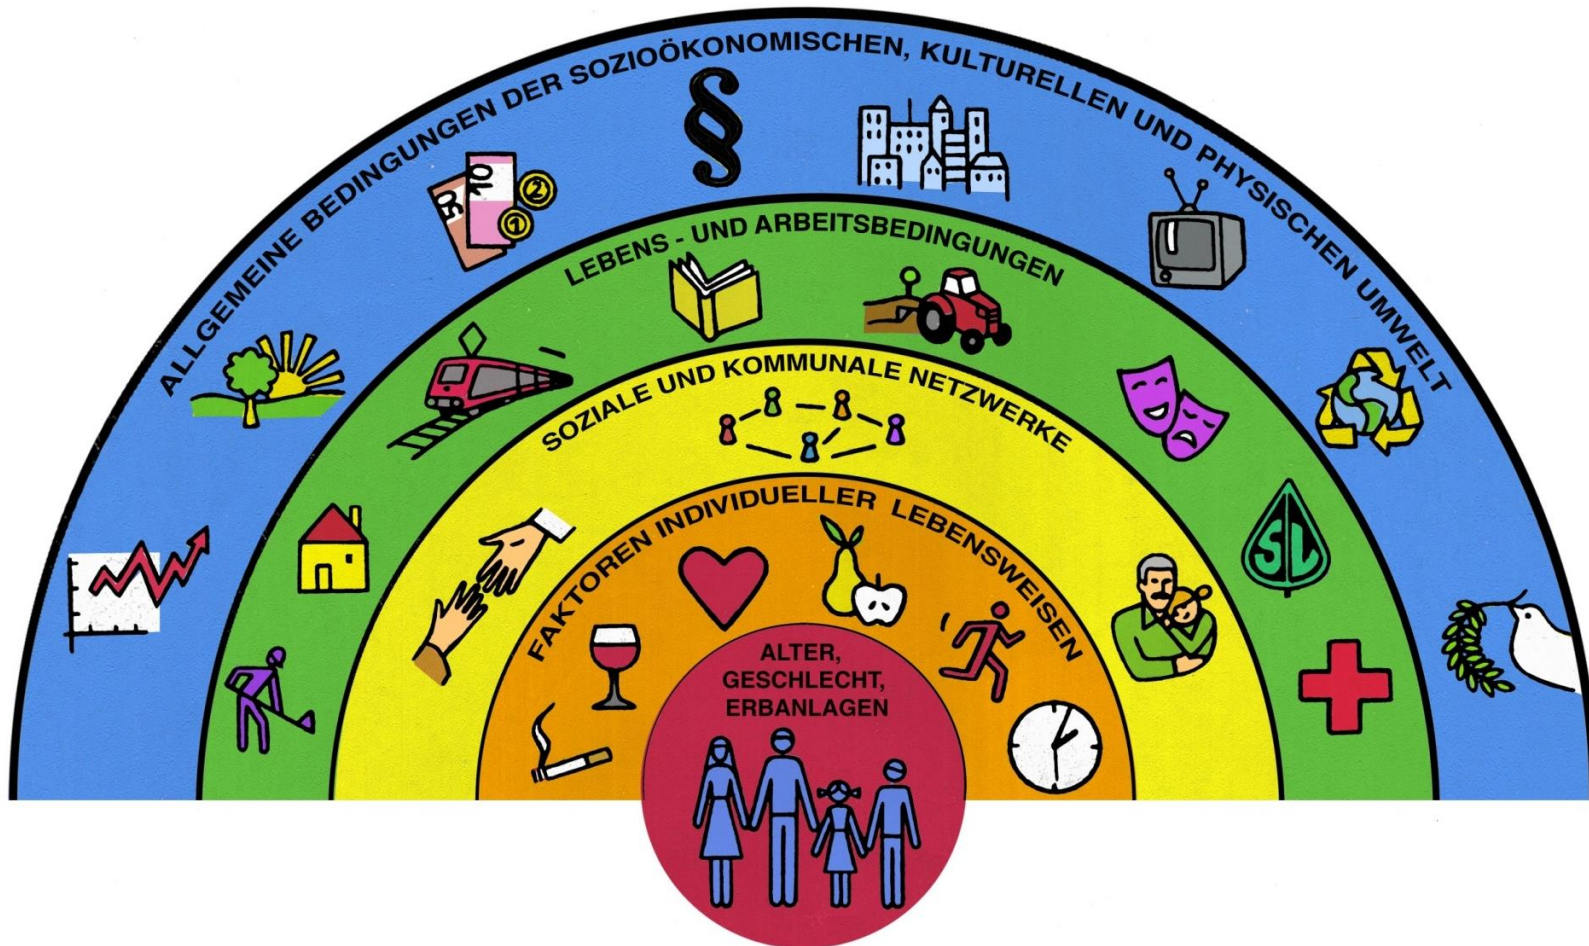 ALLGEMEINE BEDINGUNGEN DER SOZIOÖKONOMISCHEN, KULTURELLEN UND PHYSISCHEN UMWELT
§
10
2
1
LEBENS - UND ARBEITSBEDINGUNGEN
SOZIALE UND KOMMUNALE NETZWERKE
FAKTOREN INDIVIDUELLER LEBENSWEISEN
SL
ALTER,
GESCHLECHT,
ERBANLAGEN